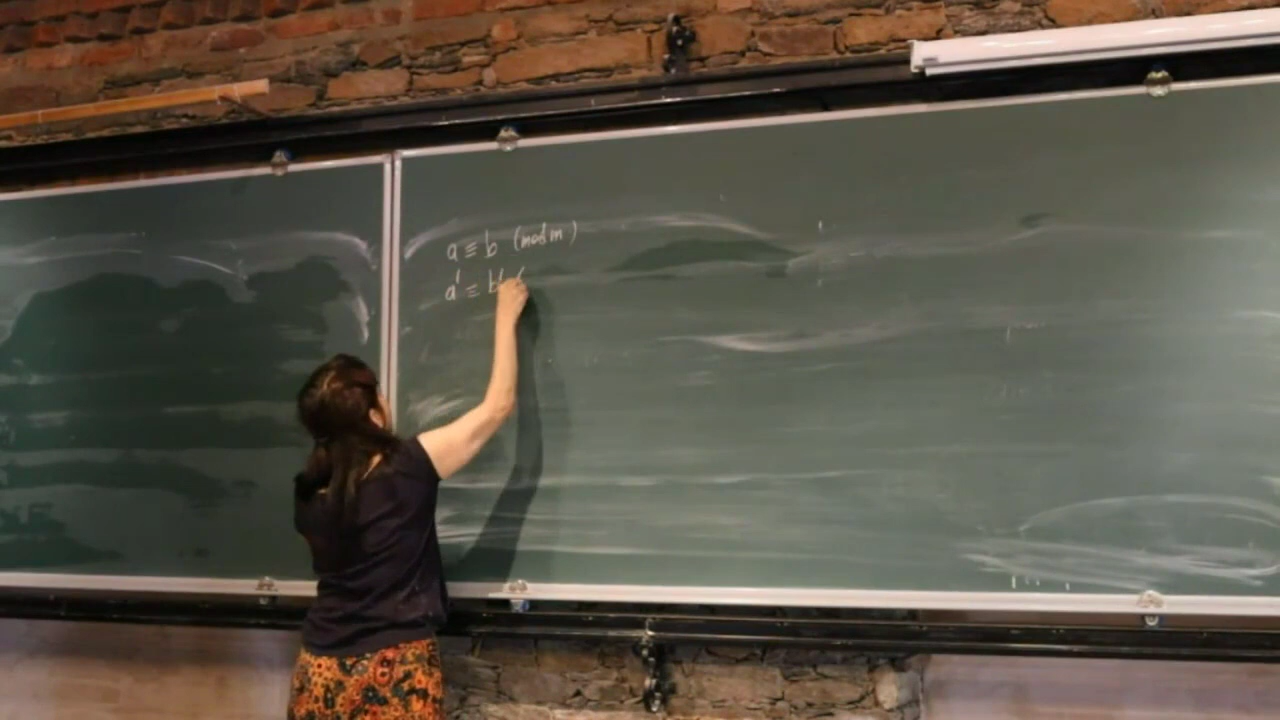 a ≡ b (mod m)
a' ≡ b' (